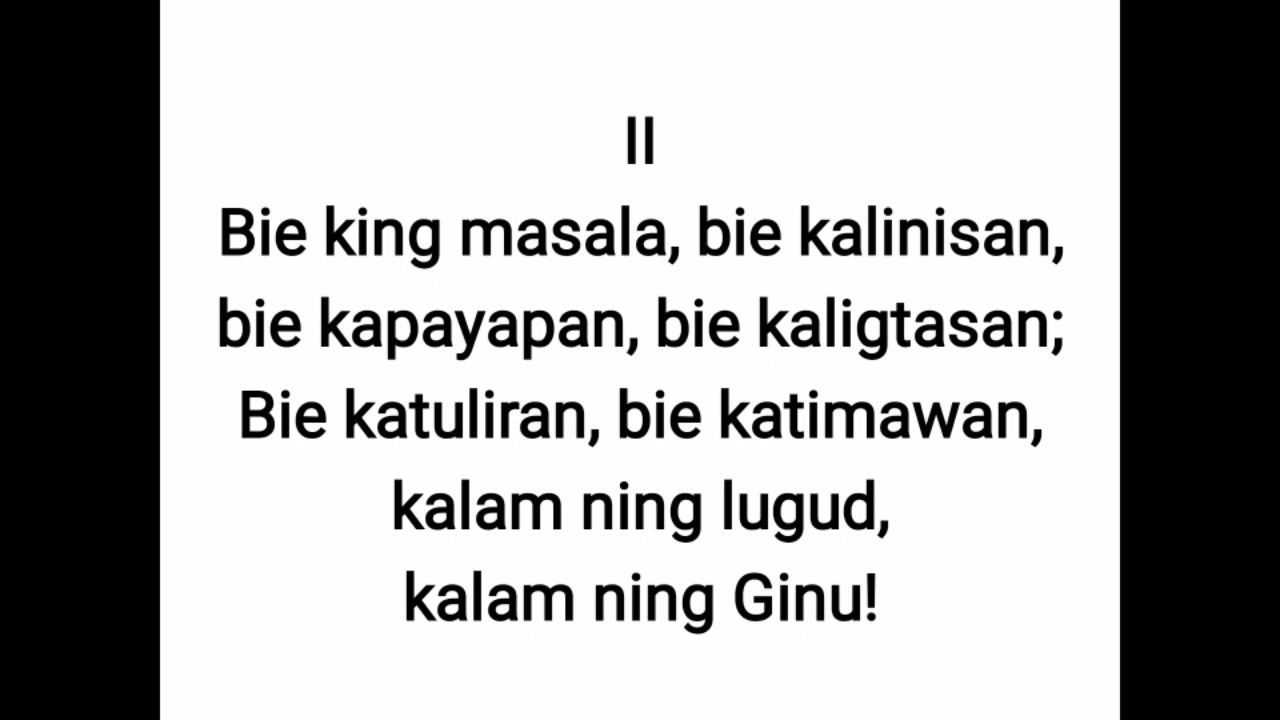 II
Bie king masala, bie kalinisan,
bie kapayapan, bie kaligtasan;
Bie katuliran, bie katimawan,
kalam ning lugud,
kalam ning Ginu!